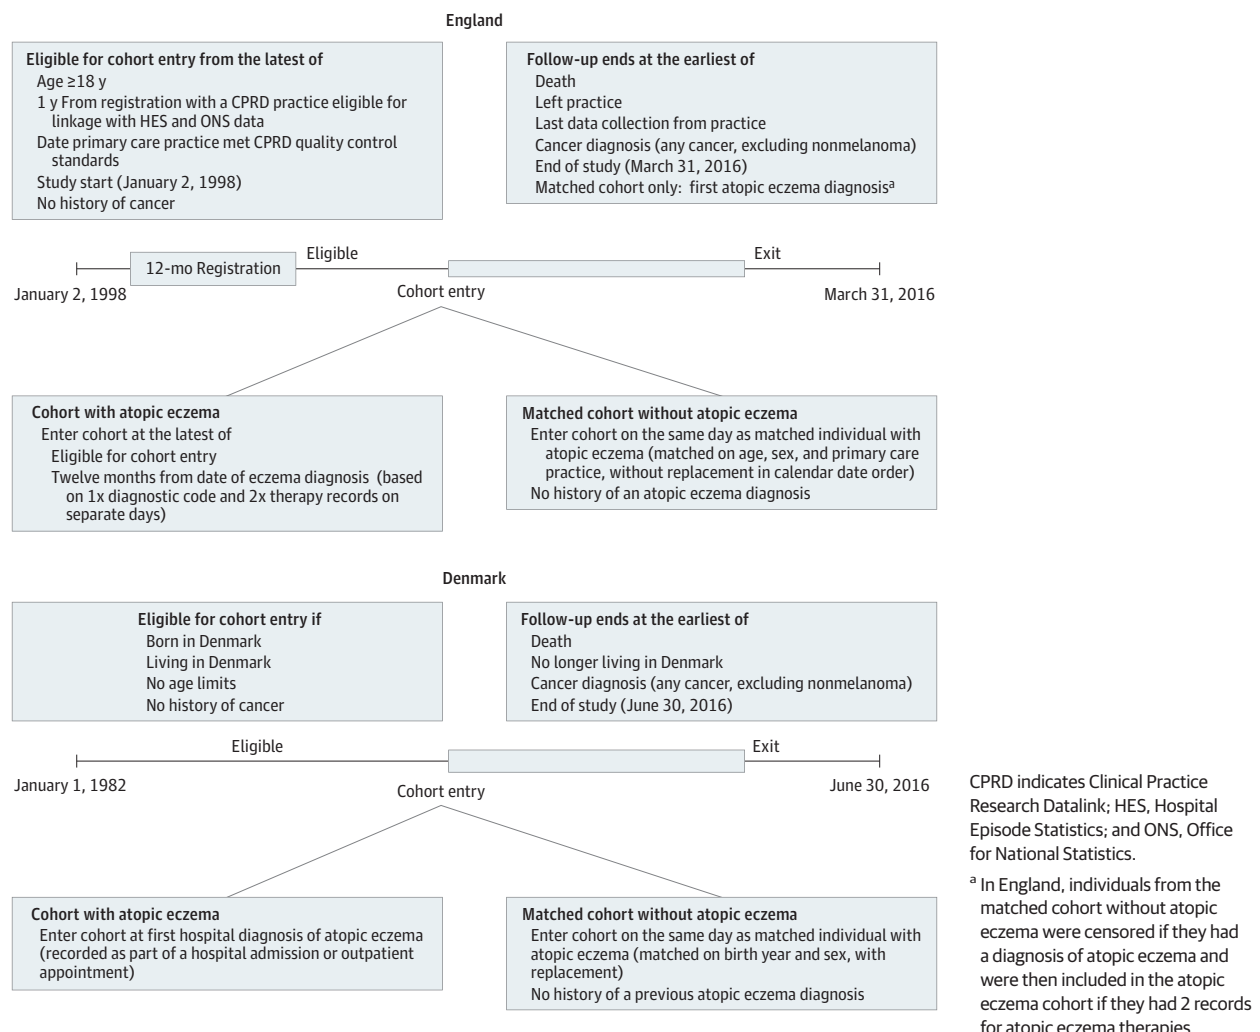 England
Eligible for cohort entry from the latest of
Age ≥18 y
1 y From registration with a CPRD practice eligible for
linkage with HES and ONS data
Date primary care practice met CPRD quality control
standards
Study start (January 2, 1998)
No history of cancer
Follow-up ends at the earliest of
Death
Left practice
Last data collection from practice
Cancer diagnosis (any cancer, excluding nonmelanoma)
End of study (March 31, 2016)
Matched cohort only: first atopic eczema diagnosisᵃ
12-mo Registration
Eligible
Exit
January 2, 1998
Cohort entry
March 31, 2016
Cohort with atopic eczema
Enter cohort at the latest of
Eligible for cohort entry
Twelve months from date of eczema diagnosis (based
on 1x diagnostic code and 2x therapy records on
separate days)
Matched cohort without atopic eczema
Enter cohort on the same day as matched individual with
atopic eczema (matched on age, sex, and primary care
practice, without replacement in calendar date order)
No history of an atopic eczema diagnosis
Denmark
Eligible for cohort entry if
Born in Denmark
Living in Denmark
No age limits
No history of cancer
Follow-up ends at the earliest of
Death
No longer living in Denmark
Cancer diagnosis (any cancer, excluding nonmelanoma)
End of study (June 30, 2016)
Eligible
Exit
January 1, 1982
Cohort entry
June 30, 2016
Cohort with atopic eczema
Enter cohort at first hospital diagnosis of atopic eczema
(recorded as part of a hospital admission or outpatient
appointment)
Matched cohort without atopic eczema
Enter cohort on the same day as matched individual with
atopic eczema (matched on birth year and sex, with
replacement)
No history of a previous atopic eczema diagnosis
CPRD indicates Clinical Practice
Research Datalink; HES, Hospital
Episode Statistics; and ONS, Office
for National Statistics.
ᵃ In England, individuals from the
matched cohort without atopic
eczema were censored if they had
a diagnosis of atopic eczema and
were then included in the atopic
eczema cohort if they had 2 records
for atopic eczema therapies